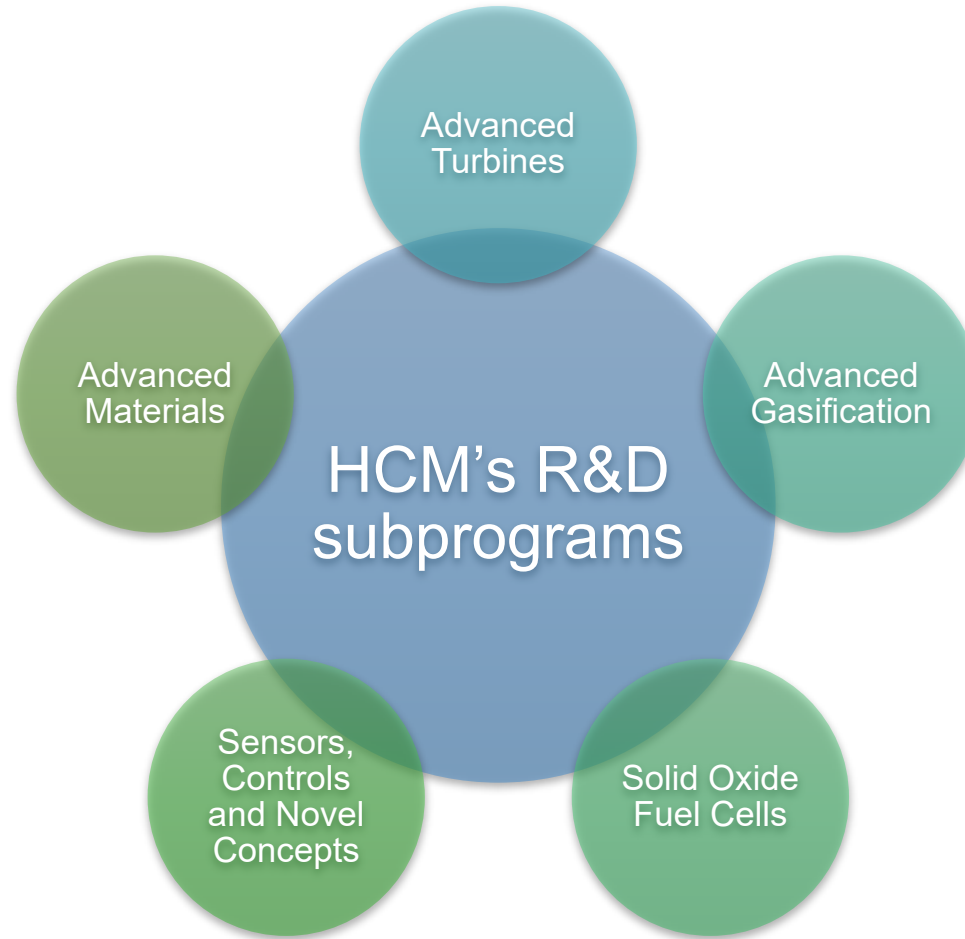 Advanced
Turbines
Advanced
Materials
Advanced
Gasification
HCM’s R&D
subprograms
Sensors,
Controls
and Novel
Concepts
Solid Oxide
Fuel Cells